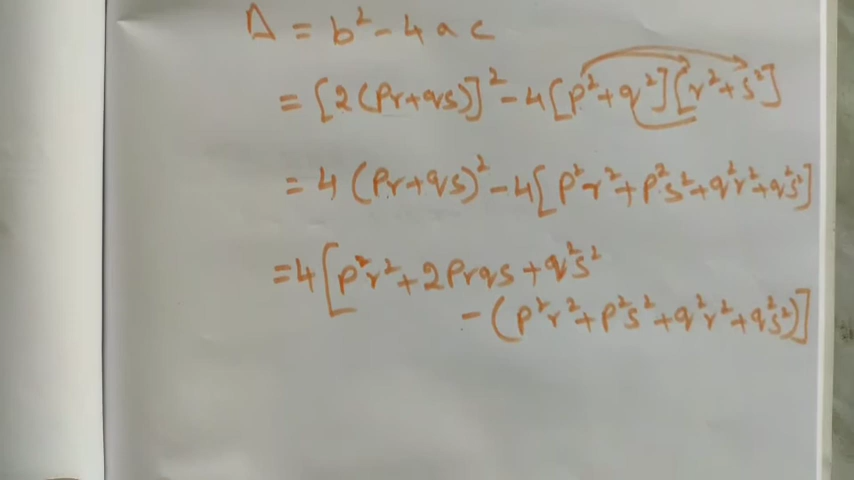 Δ = b² - 4ac
= [2(Pr+qs)]² - 4[p²+q²][r²+s²]
= 4(Pr+qs)² - 4[p²r²+p²s²+q²r²+q²s²]
= 4[p²r²+2Prqs+q²s²
- (p²r²+p²s²+q²r²+q²s²)]